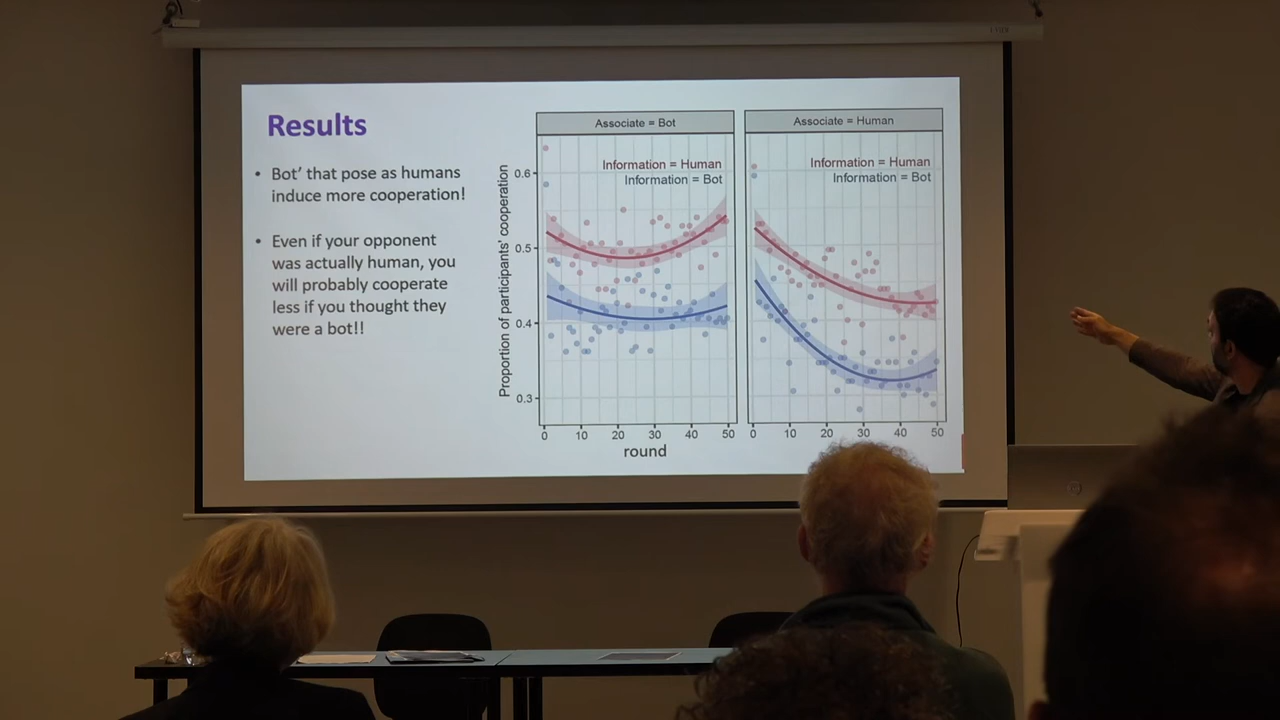 Results
• Bot' that pose as humans
induce more cooperation!
• Even if your opponent
was actually human, you
will probably cooperate
less if you thought they
were a bot!!
Proportion of participants' cooperation
0.6
0.5
0.4
0.3
Associate = Bot
Information = Human
Information = Bot
0 10 20 30 40 50
Associate = Human
Information = Human
Information = Bot
0 10 20 30 40 50
round